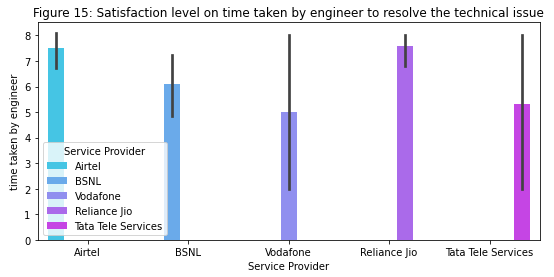 Figure 15: Satisfaction level on time taken by engineer to resolve the technical issue
time taken by engineer
8
7
6
5
4
3
2
1
0
Service Provider
Airtel
BSNL
Vodafone
Reliance Jio
Tata Tele Services
Airtel BSNL Vodafone Reliance Jio Tata Tele Services
Service Provider